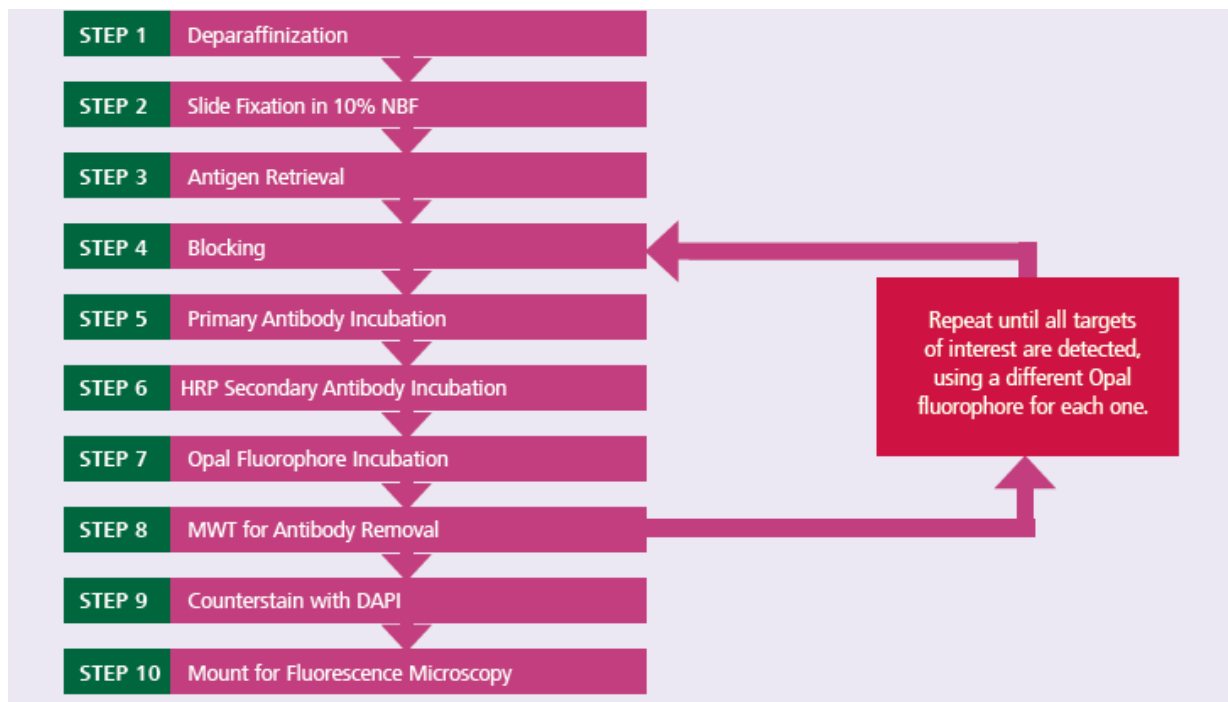 STEP 1 Deparaffinization
STEP 2 Slide Fixation in 10% NBF
STEP 3 Antigen Retrieval
STEP 4 Blocking
STEP 5 Primary Antibody Incubation
STEP 6 HRP Secondary Antibody Incubation
STEP 7 Opal Fluorophore Incubation
STEP 8 MWT for Antibody Removal
STEP 9 Counterstain with DAPI
STEP 10 Mount for Fluorescence Microscopy
Repeat until all targets
of interest are detected,
using a different Opal
fluorophore for each one.